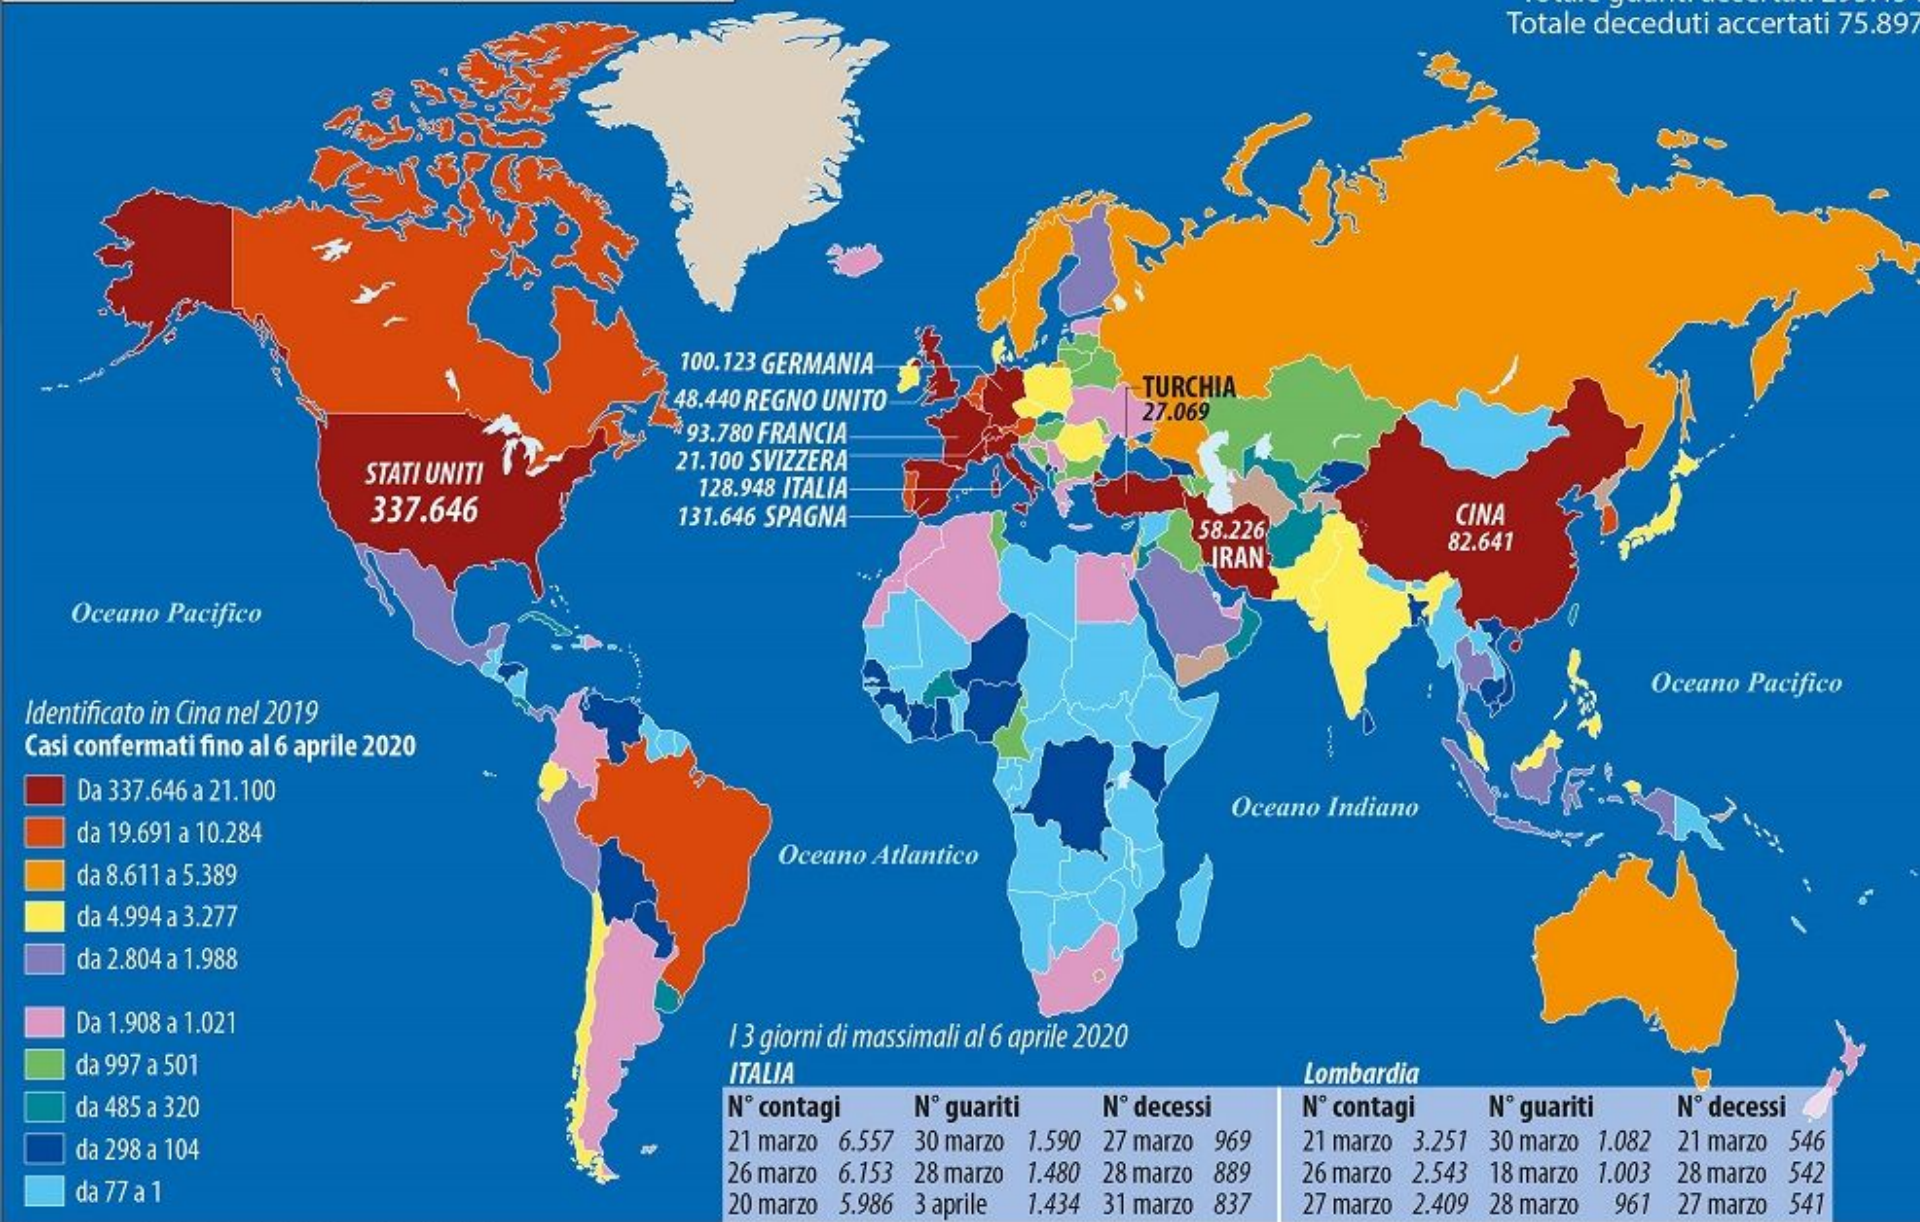 Totale deceduti accertati 75.897
100.123 GERMANIA
48.440 REGNO UNITO
93.780 FRANCIA
21.100 SVIZZERA
128.948 ITALIA
131.646 SPAGNA
TURCHIA
27.069
STATI UNITI
337.646
CINA
82.641
58.226
IRAN
Oceano Pacifico
Oceano Pacifico
Oceano Indiano
Oceano Atlantico
Identificato in Cina nel 2019
Casi confermati fino al 6 aprile 2020
Da 337.646 a 21.100
da 19.691 a 10.284
da 8.611 a 5.389
da 4.994 a 3.277
da 2.804 a 1.988
Da 1.908 a 1.021
da 997 a 501
da 485 a 320
da 298 a 104
da 77 a 1
I 3 giorni di massimali al 6 aprile 2020
ITALIA
N° contagi N° guariti N° decessi
21 marzo 6.557 30 marzo 1.590 27 marzo 969
26 marzo 6.153 28 marzo 1.480 28 marzo 889
20 marzo 5.986 3 aprile 1.434 31 marzo 837
Lombardia
N° contagi N° guariti N° decessi
21 marzo 3.251 30 marzo 1.082 21 marzo 546
26 marzo 2.543 18 marzo 1.003 28 marzo 542
27 marzo 2.409 28 marzo 961 27 marzo 541